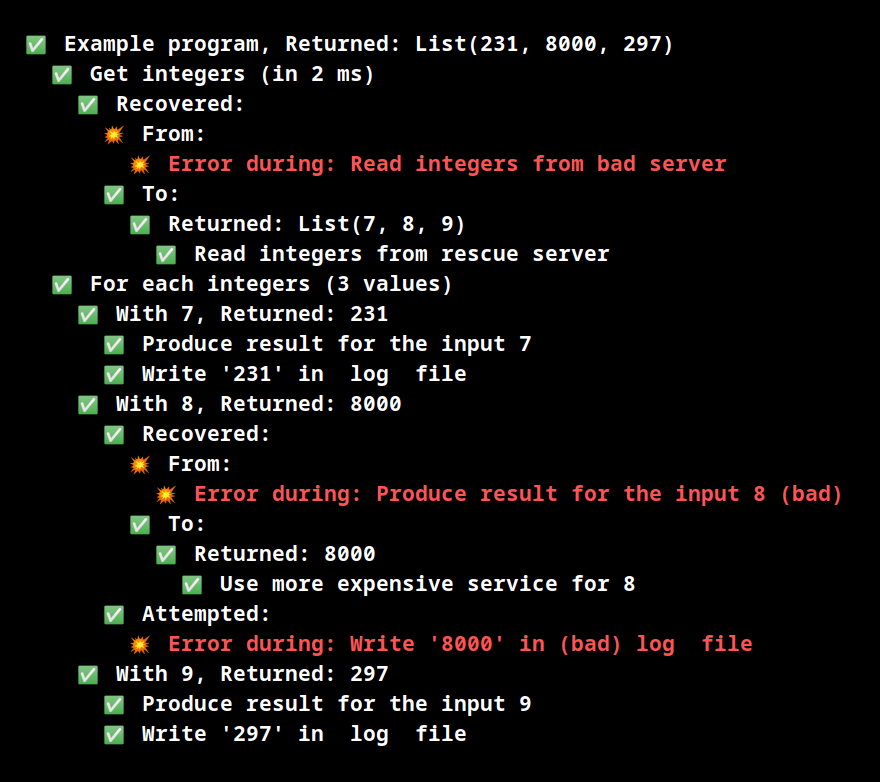 ✅ Example program, Returned: List(231, 8000, 297)
✅ Get integers (in 2 ms)
✅ Recovered:
💥 From:
💥 Error during: Read integers from bad server
✅ To:
✅ Returned: List(7, 8, 9)
✅ Read integers from rescue server
✅ For each integers (3 values)
✅ With 7, Returned: 231
✅ Produce result for the input 7
✅ Write '231' in  log  file
✅ With 8, Returned: 8000
✅ Recovered:
💥 From:
💥 Error during: Produce result for the input 8 (bad)
✅ To:
✅ Returned: 8000
✅ Use more expensive service for 8
✅ Attempted:
💥 Error during: Write '8000' in (bad) log  file
✅ With 9, Returned: 297
✅ Produce result for the input 9
✅ Write '297' in  log  file